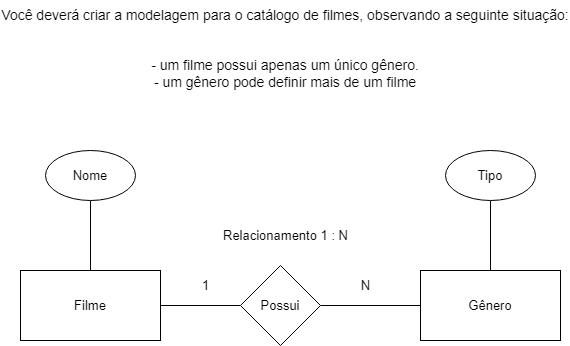 Você deverá criar a modelagem para o catálogo de filmes, observando a seguinte situação:
- um filme possui apenas um único gênero.
- um gênero pode definir mais de um filme
Nome
Tipo
Relacionamento 1 : N
1
N
Filme
Possui
Gênero